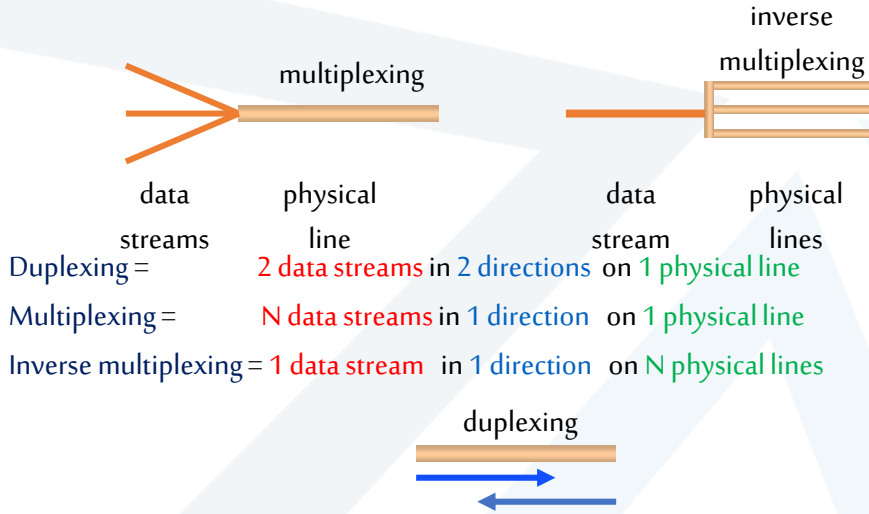 inverse
multiplexing
multiplexing
data
streams
physical
line
data
stream
physical
lines
Duplexing = 2 data streams in 2 directions on 1 physical line
Multiplexing = N data streams in 1 direction on 1 physical line
Inverse multiplexing = 1 data stream in 1 direction on N physical lines
duplexing